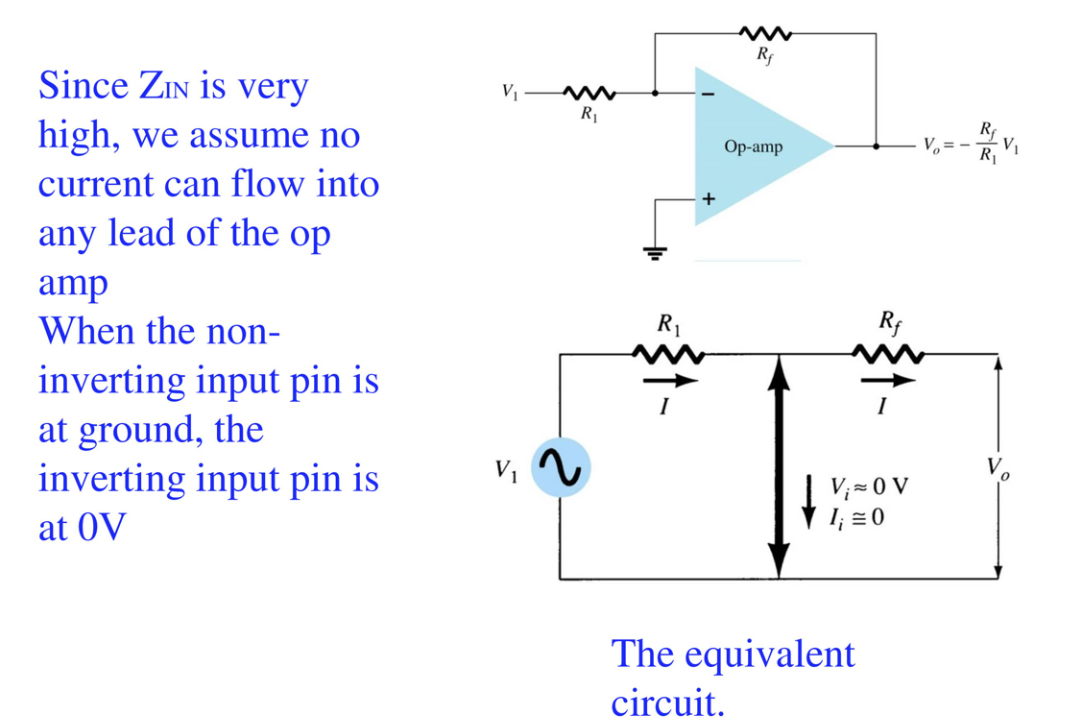 Since ZIN is very
high, we assume no
current can flow into
any lead of the op
amp
When the non-
inverting input pin is
at ground, the
inverting input pin is
at 0V
Rf
V1
R1
−
Op-amp
+
Vo = − Rf/R1 V1
R1
Rf
I
I
V1
Vi ≈ 0 V
Ii ≅ 0
Vo
The equivalent
circuit.